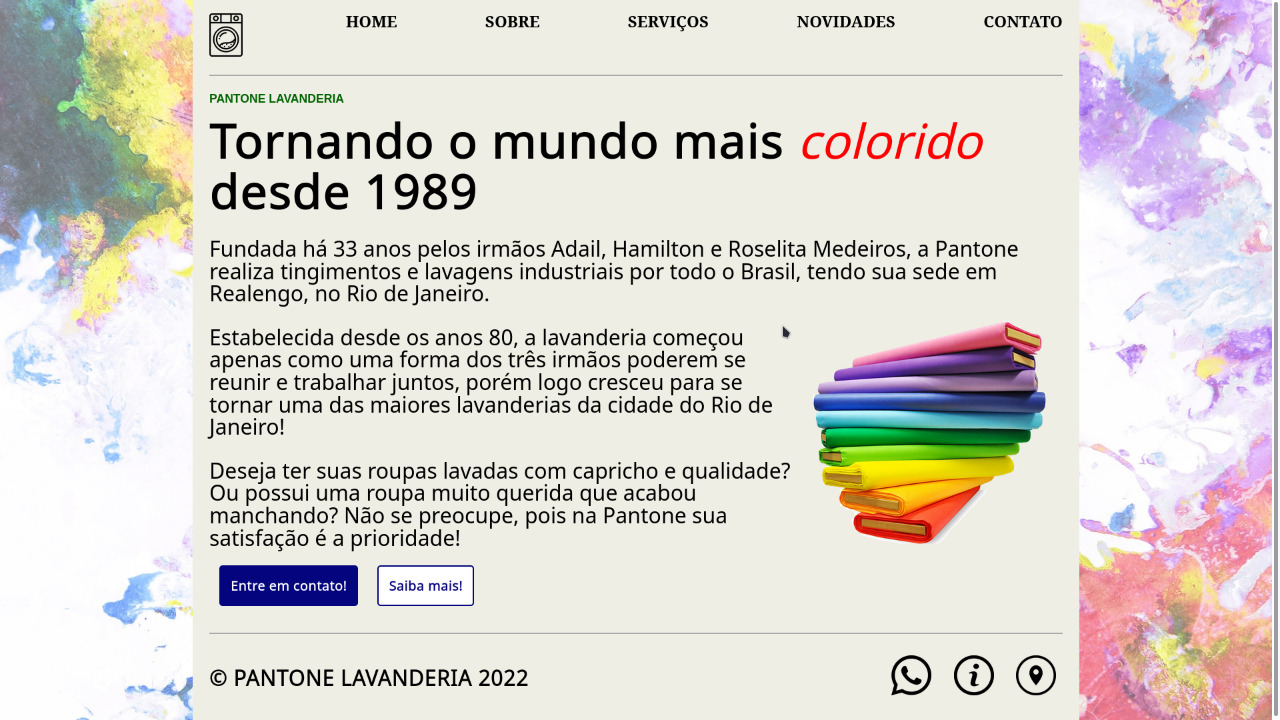 HOME SOBRE SERVIÇOS NOVIDADES CONTATO
PANTONE LAVANDERIA
Tornando o mundo mais colorido
desde 1989
Fundada há 33 anos pelos irmãos Adail, Hamilton e Roselita Medeiros, a Pantone
realiza tingimentos e lavagens industriais por todo o Brasil, tendo sua sede em
Realengo, no Rio de Janeiro.
Estabelecida desde os anos 80, a lavanderia começou
apenas como uma forma dos três irmãos poderem se
reunir e trabalhar juntos, porém logo cresceu para se
tornar uma das maiores lavanderias da cidade do Rio de
Janeiro!
Deseja ter suas roupas lavadas com capricho e qualidade?
Ou possui uma roupa muito querida que acabou
manchando? Não se preocupe, pois na Pantone sua
satisfação é a prioridade!
Entre em contato! Saiba mais!
© PANTONE LAVANDERIA 2022